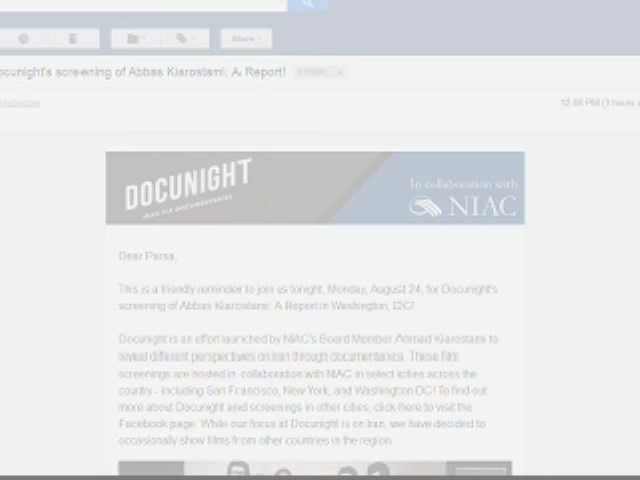 More
ocunight's screening of Abbas Kiarostami: A Report!
12:98 PM (3 hours a
DOCUNIGHT
IRAN VIA DOCUMENTARIES
In collaboration with
NIAC
Dear Parsa,
This is a friendly reminder to join us tonight, Monday, August 24, for Docunight's
screening of Abbas Kiarostami: A Report in Washington, DC!
Docunight is an effort launched by NIAC's Board Member Ahmad Kiarostami to
reveal different perspectives on Iran through documentaries. These film
screenings are hosted in collaboration with NIAC in select cities across the
country - including San Francisco, New York, and Washington DC! To find out
more about Docunight and screenings in other cities, click here to visit the
Facebook page. While our focus at Docunight is on Iran, we have decided to
occasionally show films from other countries in the region.